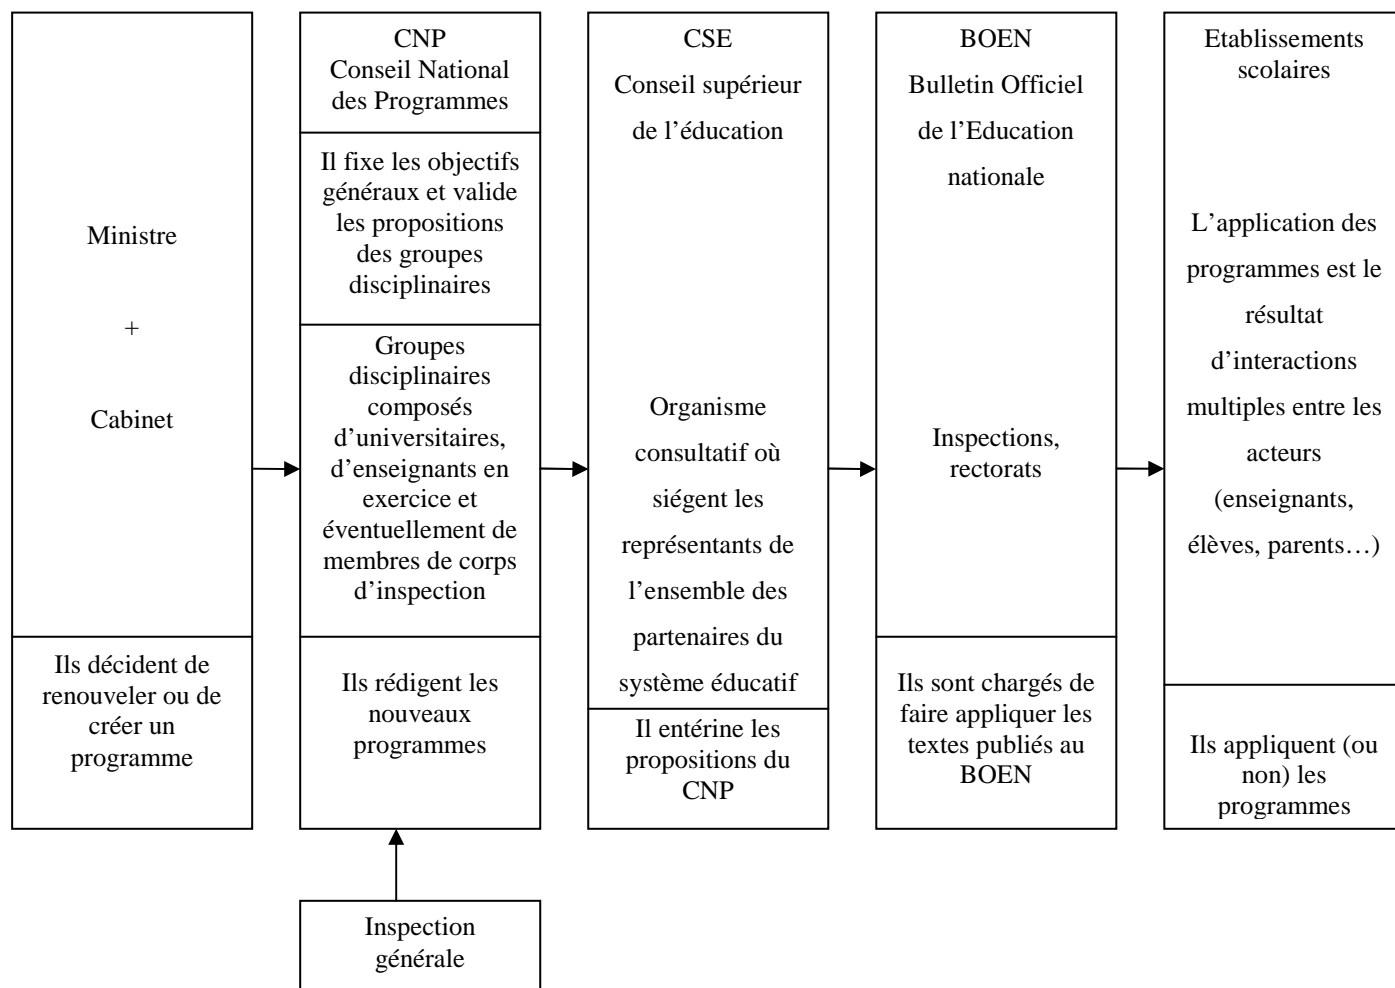 Ministre
+
Cabinet
Ils décident de
renouveler ou de
créer un
programme
CNP
Conseil National
des Programmes
Il fixe les objectifs
généraux et valide
les propositions
des groupes
disciplinaires
Groupes
disciplinaires
composés
d’universitaires,
d’enseignants en
exercice et
éventuellement de
membres de corps
d’inspection
Ils rédigent les
nouveaux
programmes
Inspection
générale
CSE
Conseil supérieur
de l’éducation
Organisme
consultatif où
siégent les
représentants de
l’ensemble des
partenaires du
système éducatif
Il entérine les
propositions du
CNP
BOEN
Bulletin Officiel
de l’Education
nationale
Inspections,
rectorats
Ils sont chargés de
faire appliquer les
textes publiés au
BOEN
Etablissements
scolaires
L’application des
programmes est le
résultat
d’interactions
multiples entre les
acteurs
(enseignants,
élèves, parents…)
Ils appliquent (ou
non) les
programmes